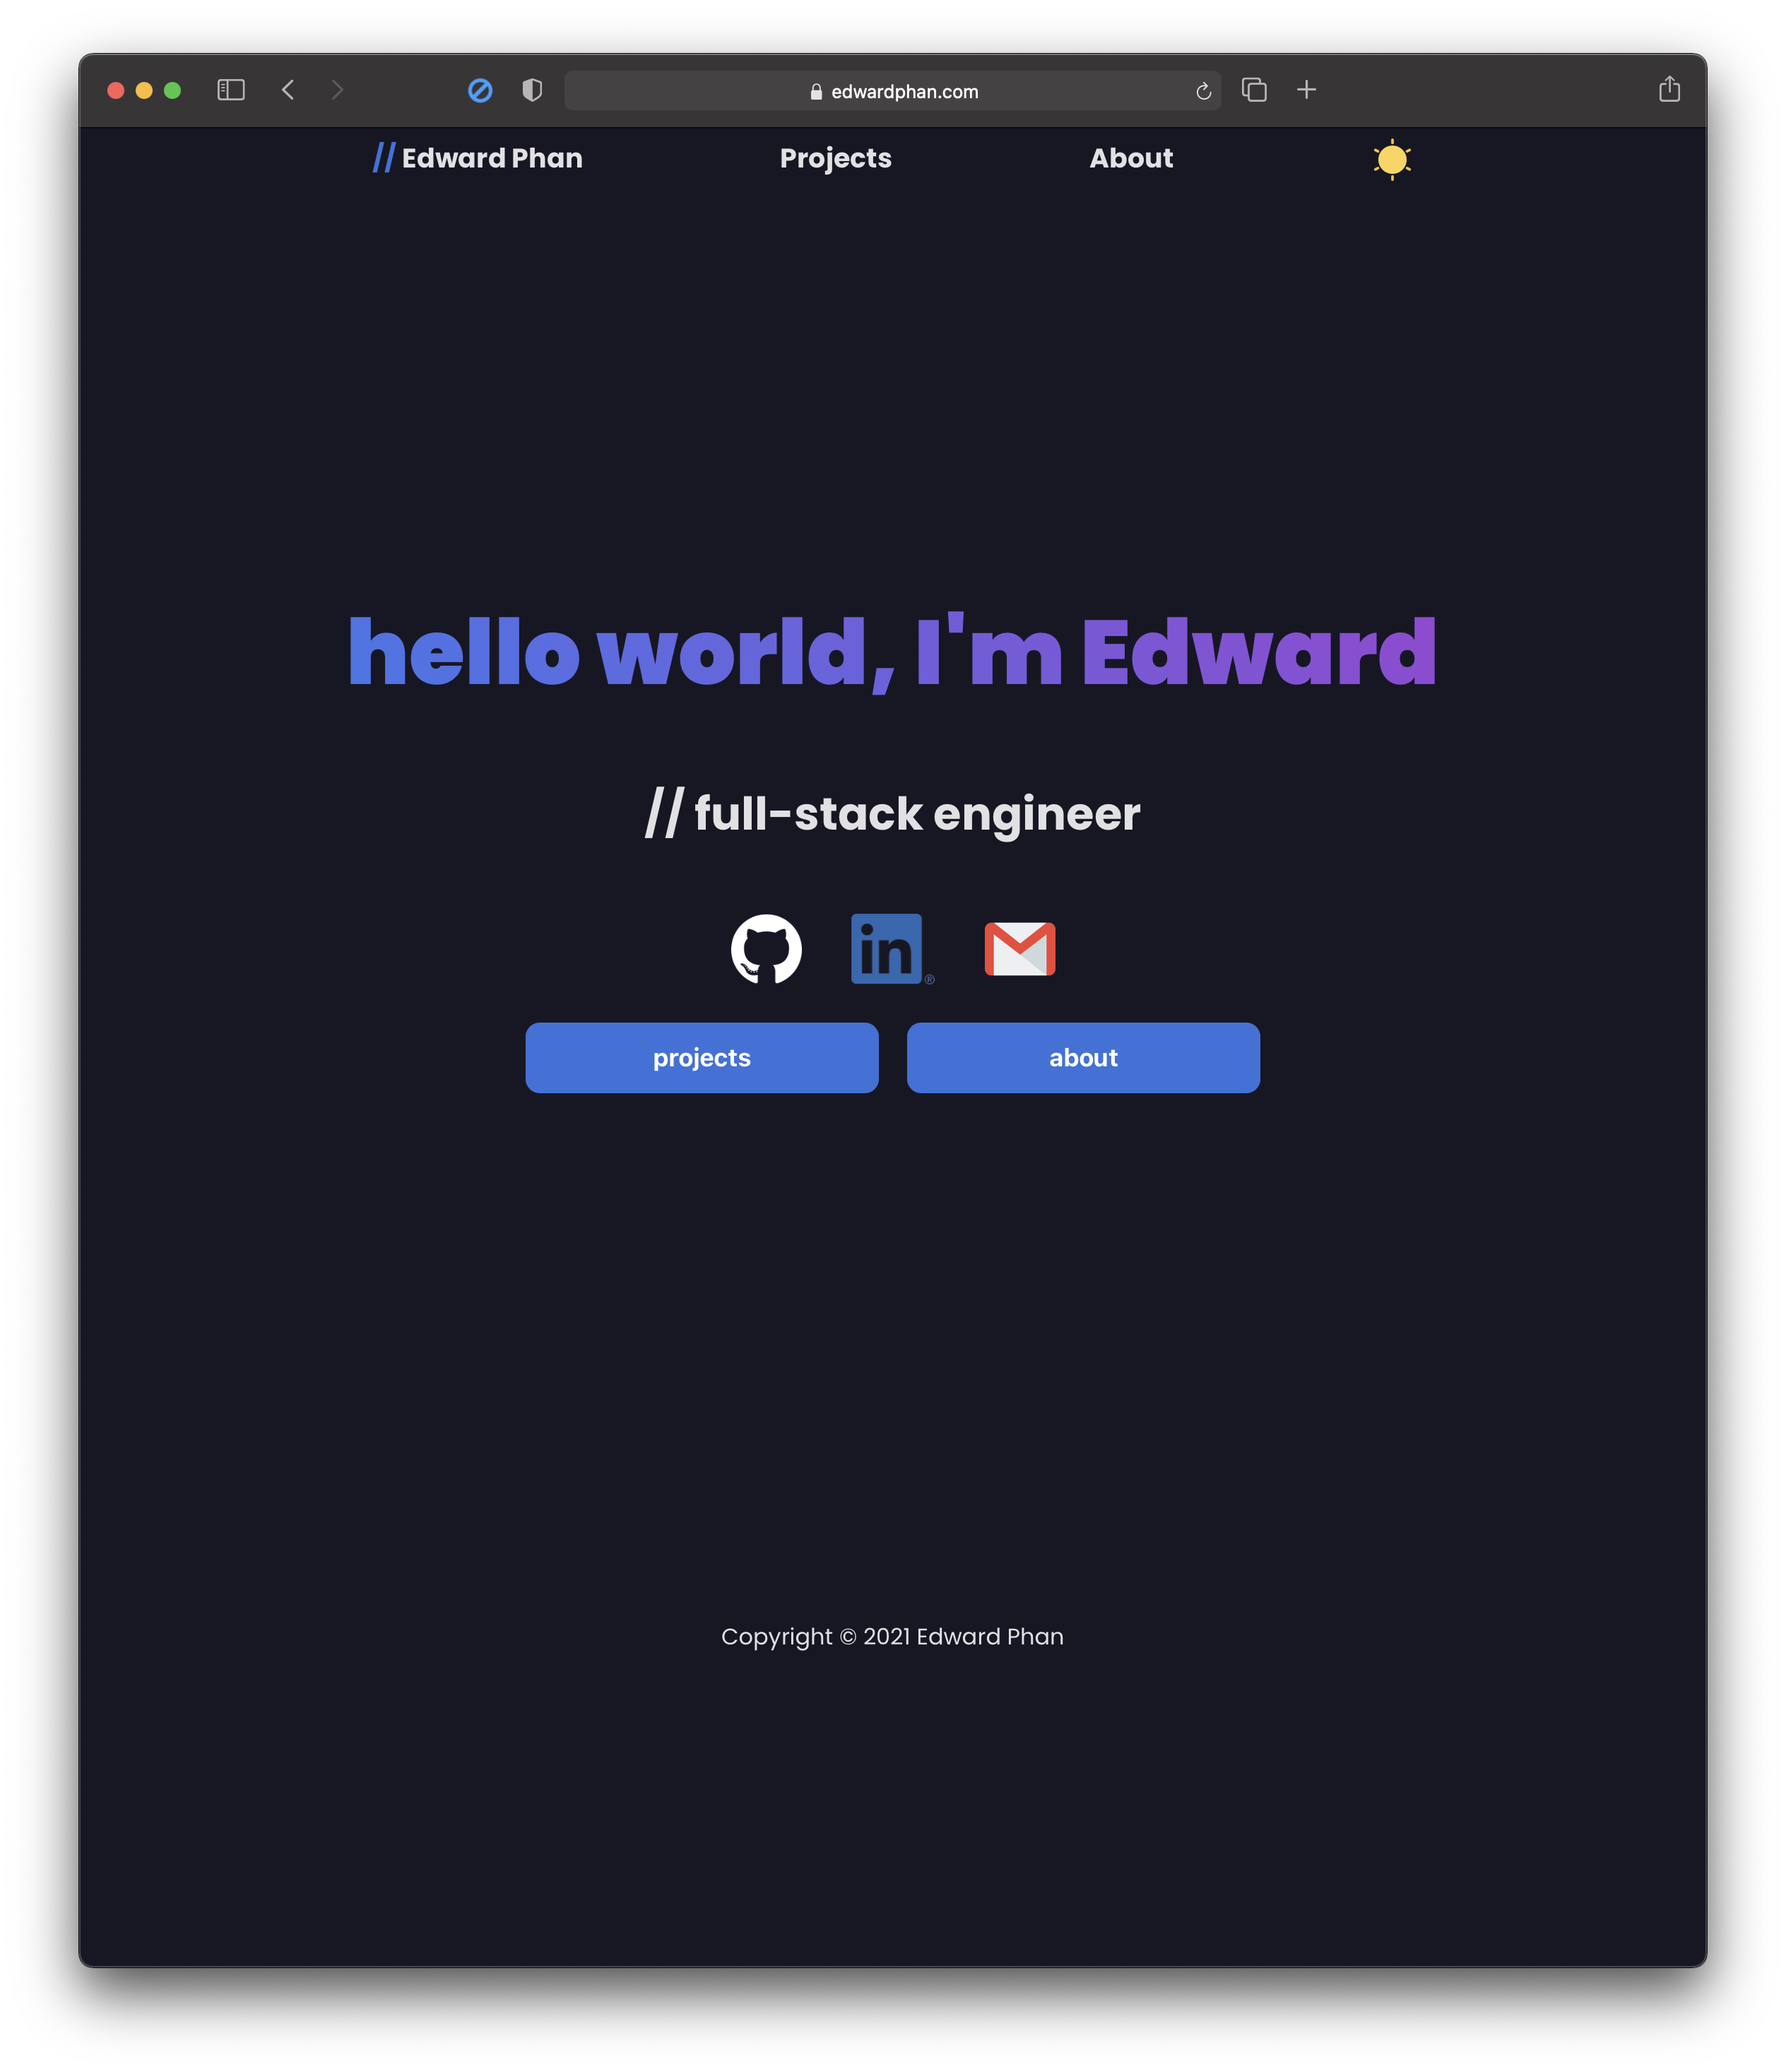 edwardphan.com
// Edward Phan Projects About
hello world, I'm Edward
// full-stack engineer
in ®
projects about
Copyright © 2021 Edward Phan